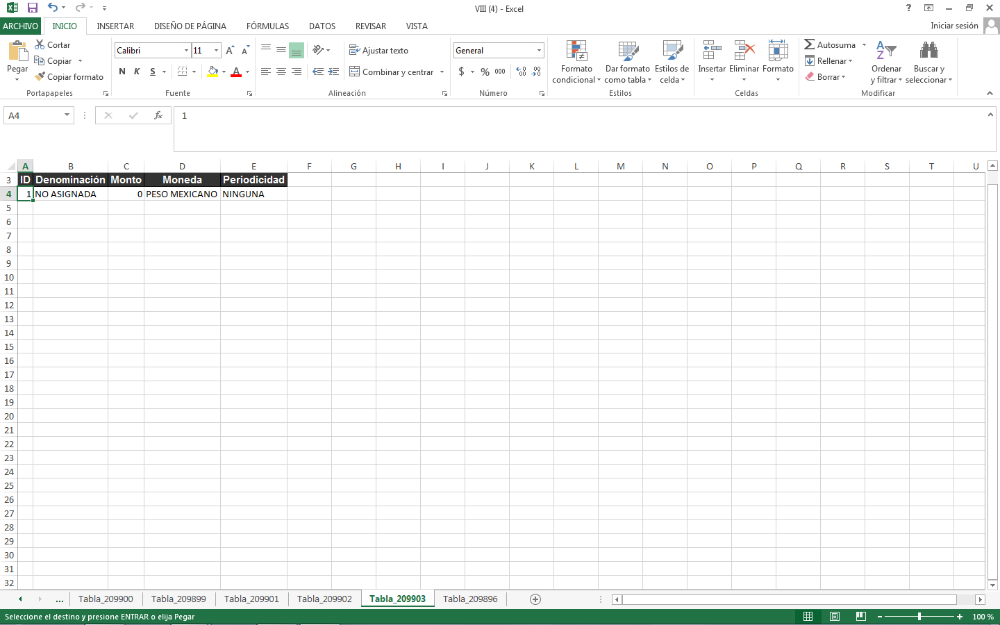 VIII (4) - Excel
ARCHIVO INICIO INSERTAR DISEÑO DE PÁGINA FÓRMULAS DATOS REVISAR VISTA Iniciar sesión
Pegar
Cortar
Copiar
Copiar formato
Portapapeles
Calibri 11
N K S
Fuente
Ajustar texto
Combinar y centrar
Alineación
General
$ % 000
Número
Formato condicional
Dar formato como tabla
Estilos de celda
Estilos
Insertar
Eliminar
Formato
Celdas
Autosuma
Rellenar
Borrar
Ordenar y filtrar
Buscar y seleccionar
Modificar
A4 fx 1
A B C D E F G H I J K L M N O P Q R S T U
3 ID Denominación Monto Moneda Periodicidad
4 1 NO ASIGNADA 0 PESO MEXICANO NINGUNA
5
6
7
8
9
10
11
12
13
14
15
16
17
18
19
20
21
22
23
24
25
26
27
28
29
30
31
32
... Tabla_209900 Tabla_209899 Tabla_209901 Tabla_209902 Tabla_209903 Tabla_209896
Seleccione el destino y presione ENTRAR o elija Pegar 100 %